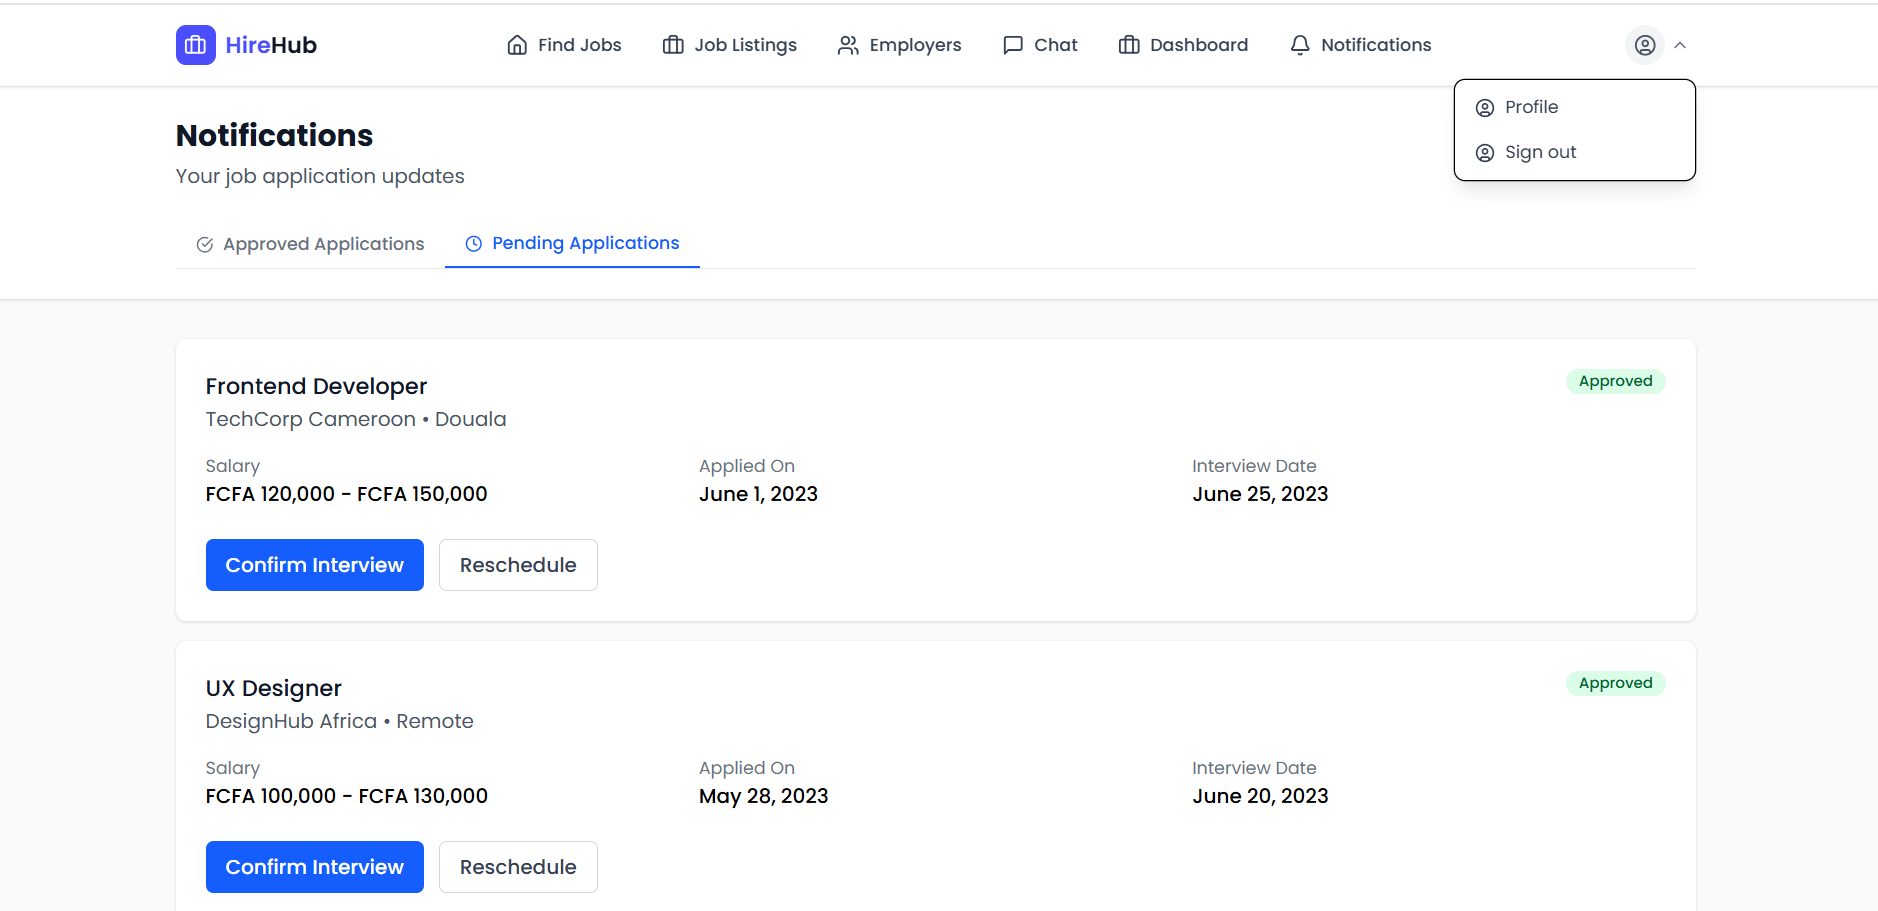 HireHub
Find Jobs
Job Listings
Employers
Chat
Dashboard
Notifications
Profile
Sign out
Notifications
Your job application updates
Approved Applications
Pending Applications
Frontend Developer
Approved
TechCorp Cameroon • Douala
Salary
Applied On
Interview Date
FCFA 120,000 - FCFA 150,000
June 1, 2023
June 25, 2023
Confirm Interview
Reschedule
UX Designer
Approved
DesignHub Africa • Remote
Salary
Applied On
Interview Date
FCFA 100,000 - FCFA 130,000
May 28, 2023
June 20, 2023
Confirm Interview
Reschedule